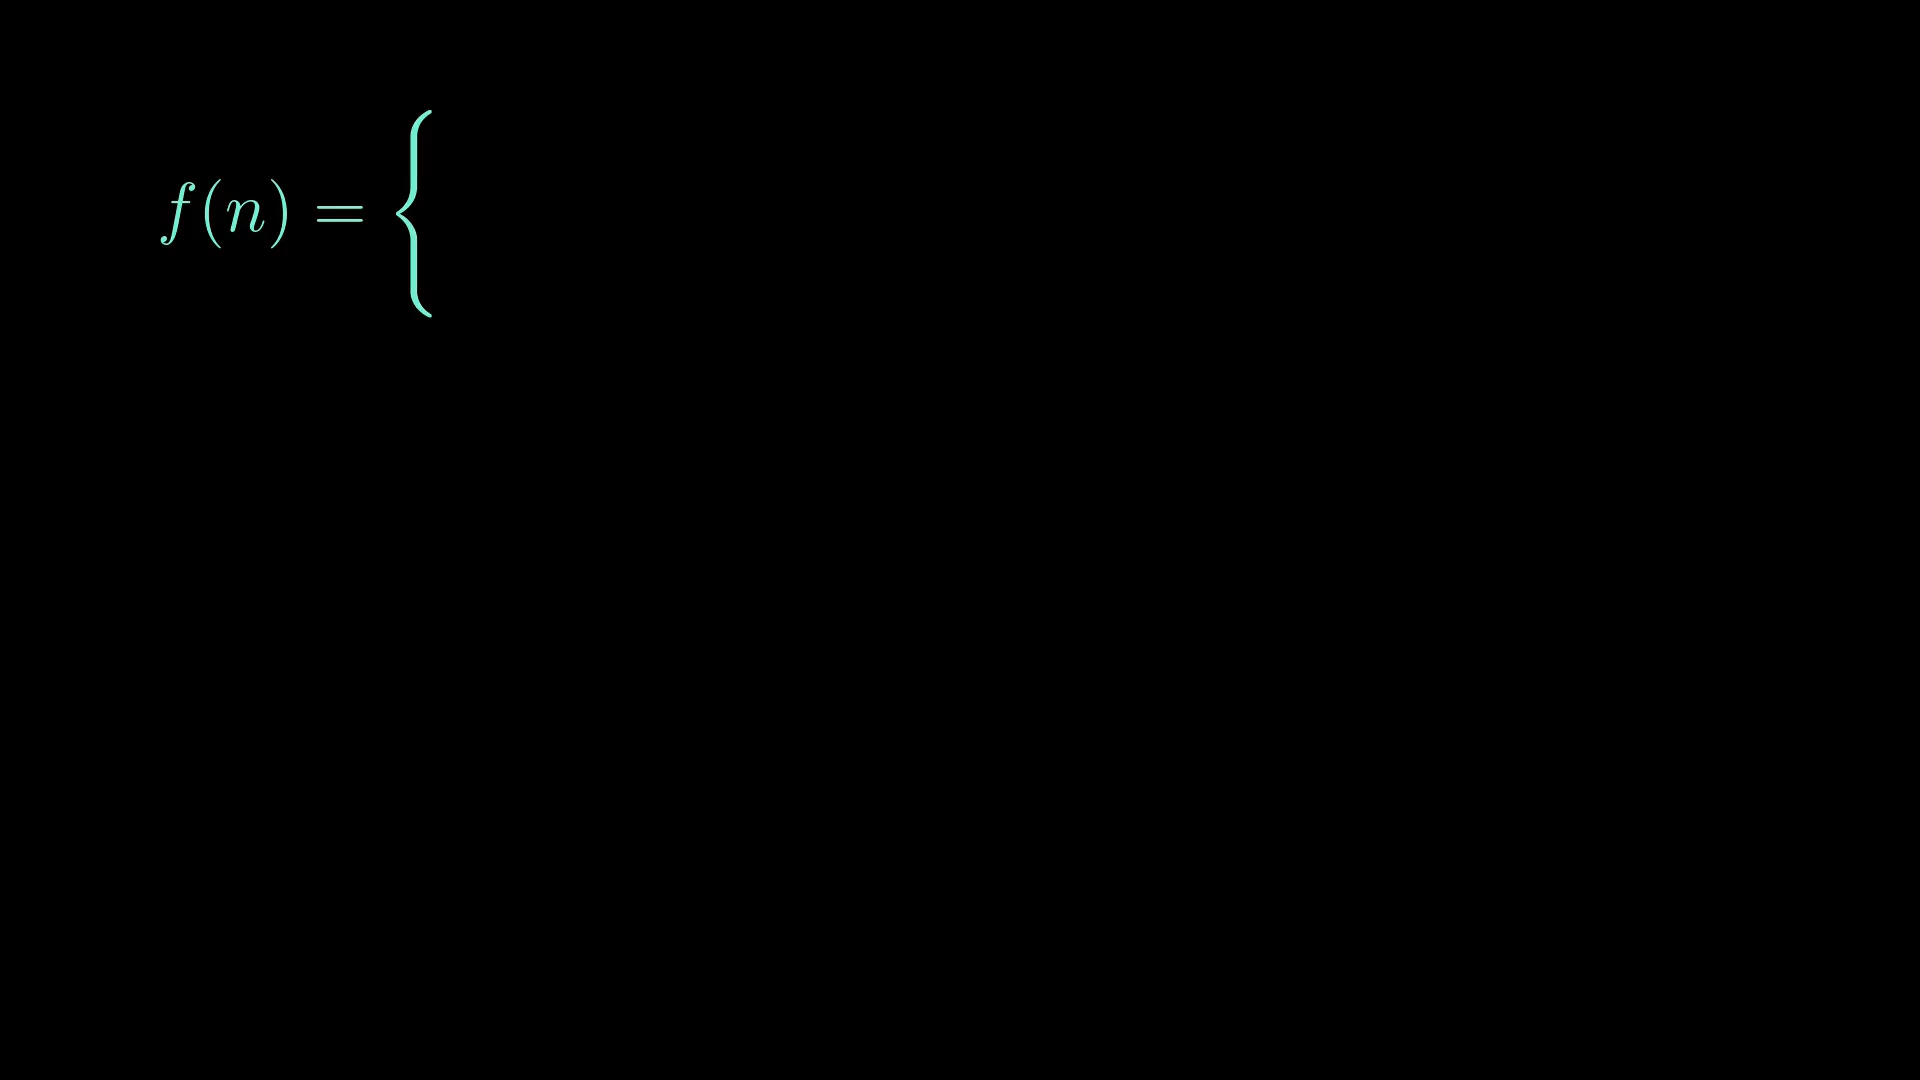 f(n) = {